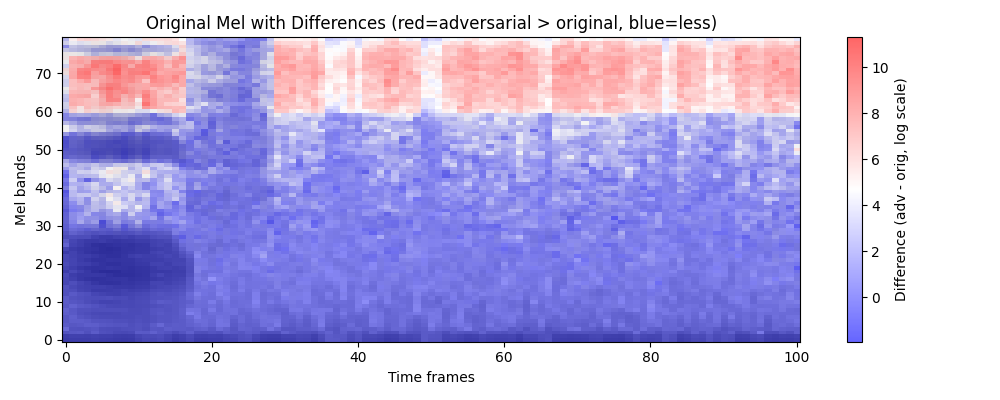 Original Mel with Differences (red=adversarial > original, blue=less)
70
60
50
40
30
20
10
0
Mel bands
0 20 40 60 80 100
Time frames
10
8
6
4
2
0
Difference (adv - orig, log scale)